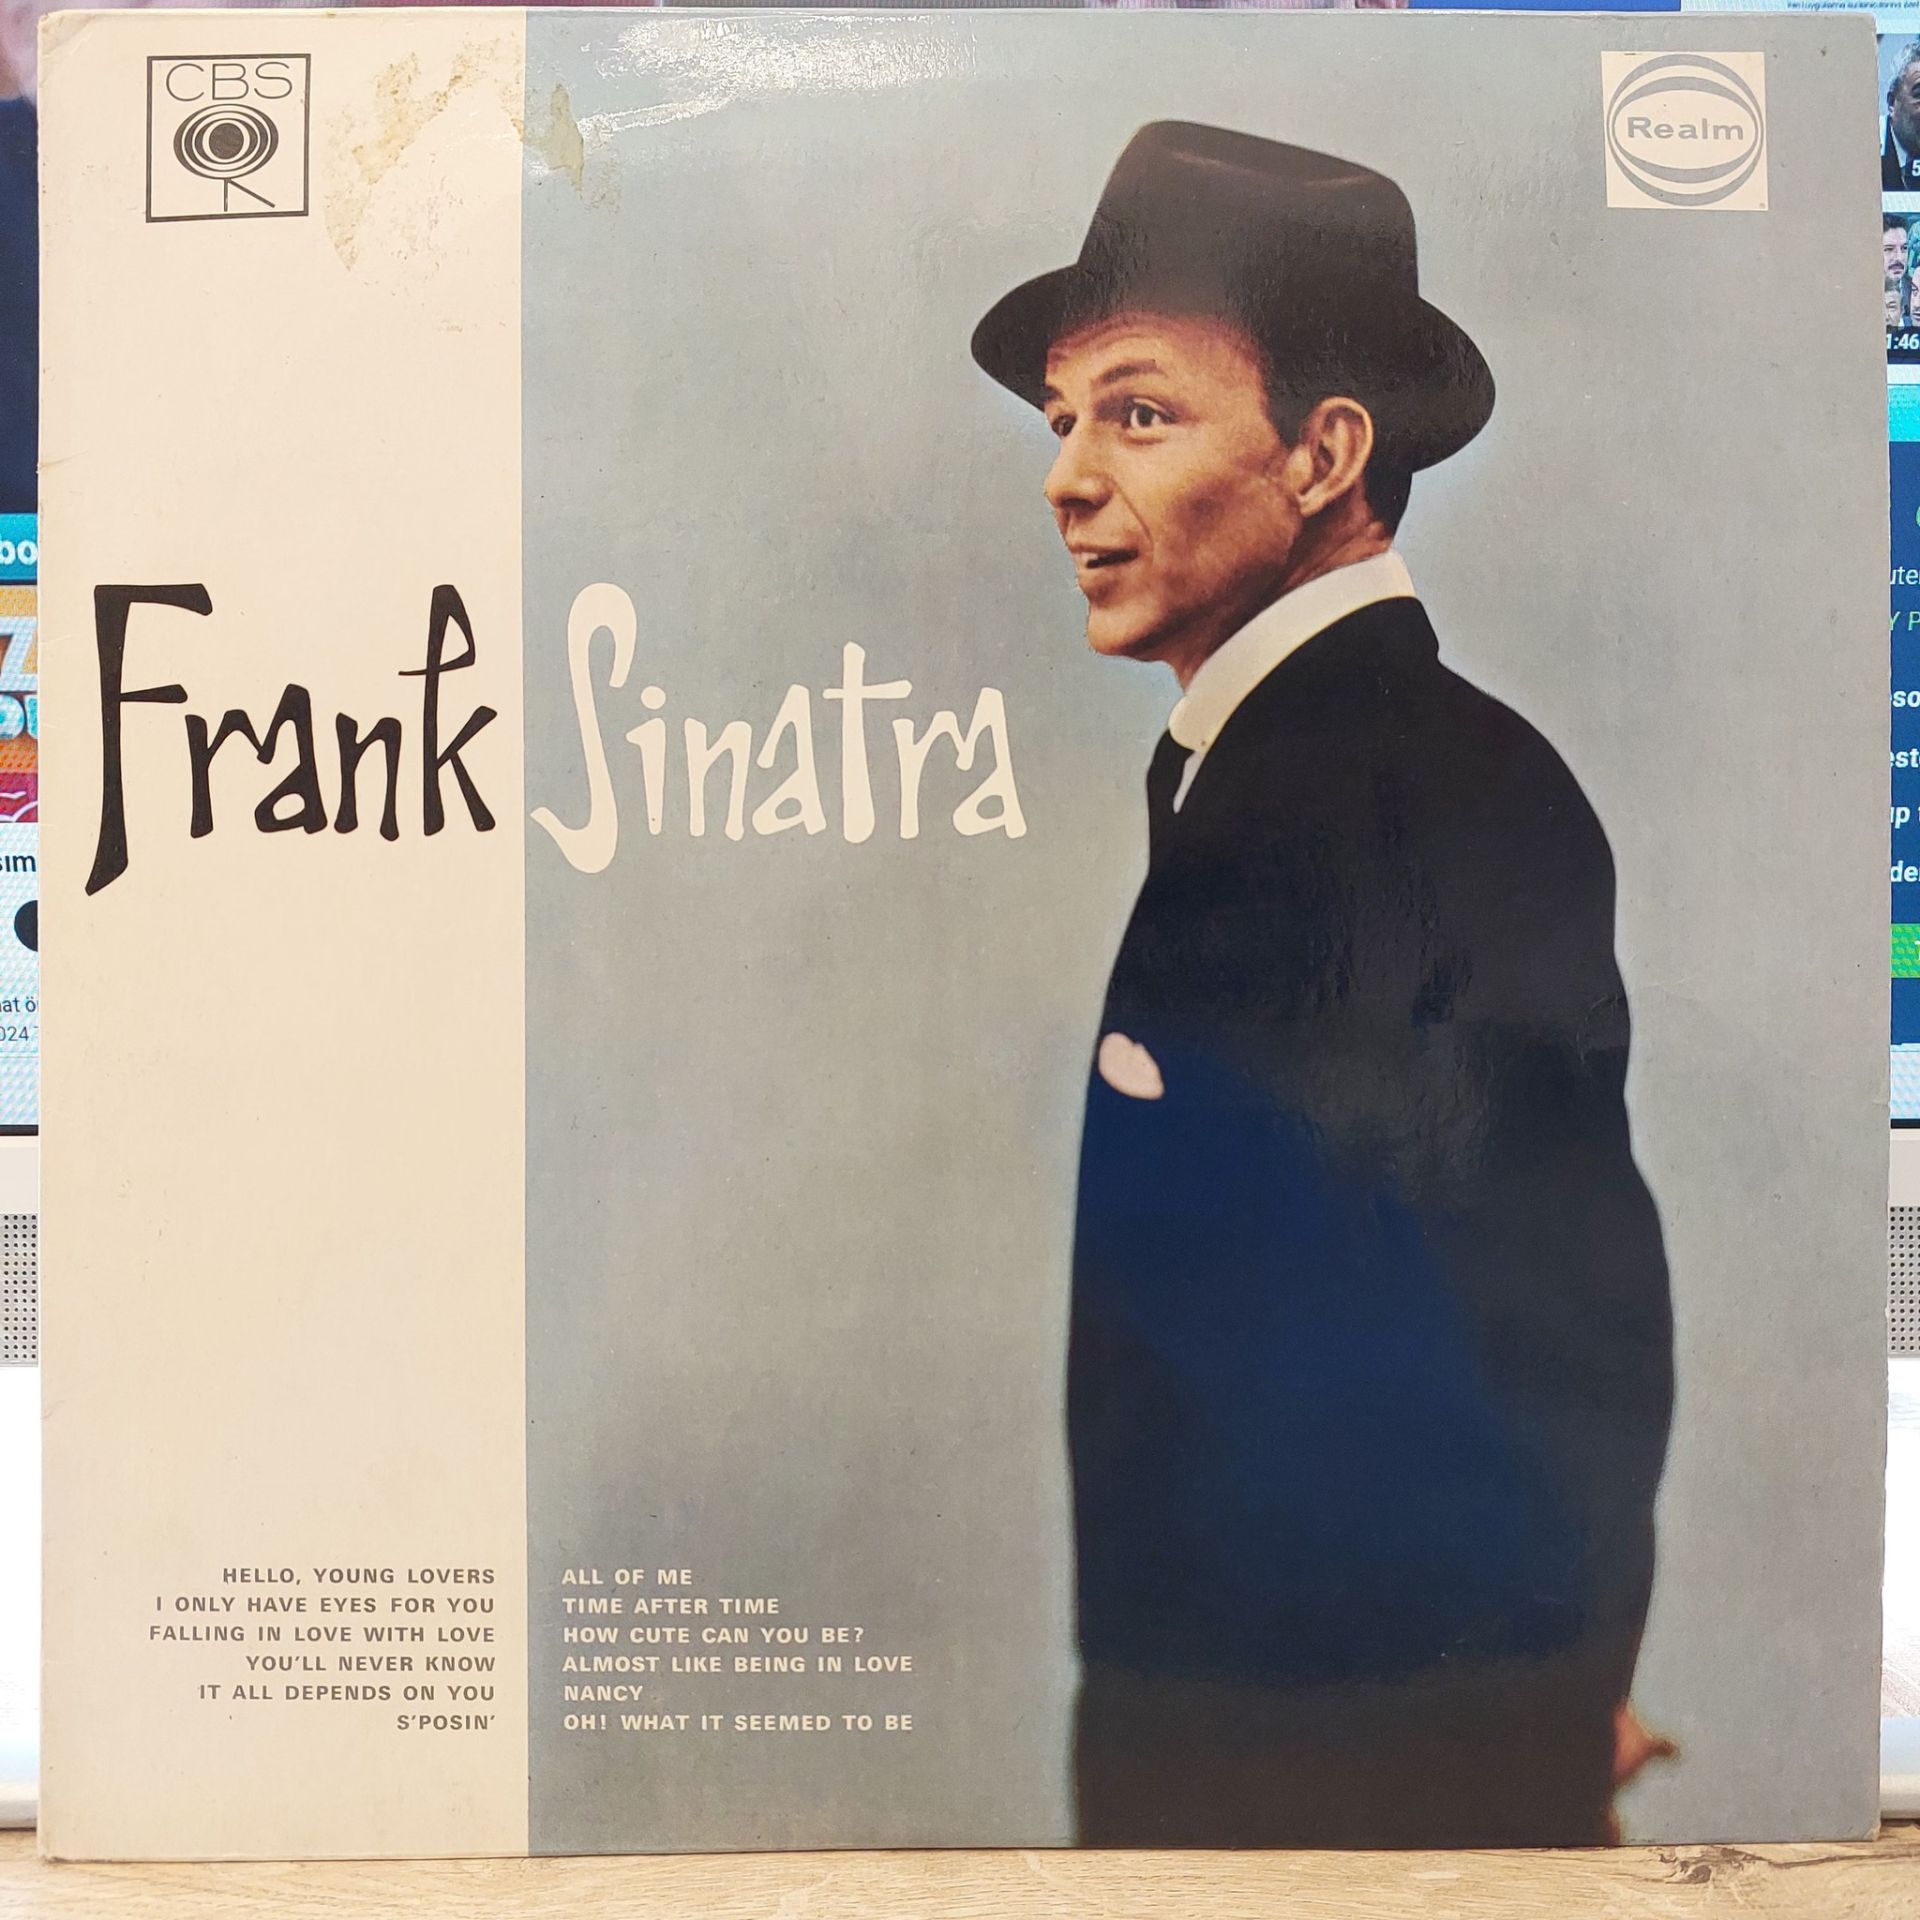 CBS
Realm
Frank Sinatra
HELLO, YOUNG LOVERS
I ONLY HAVE EYES FOR YOU
FALLING IN LOVE WITH LOVE
YOU'LL NEVER KNOW
IT ALL DEPENDS ON YOU
S'POSIN'
ALL OF ME
TIME AFTER TIME
HOW CUTE CAN YOU BE?
ALMOST LIKE BEING IN LOVE
NANCY
OH! WHAT IT SEEMED TO BE